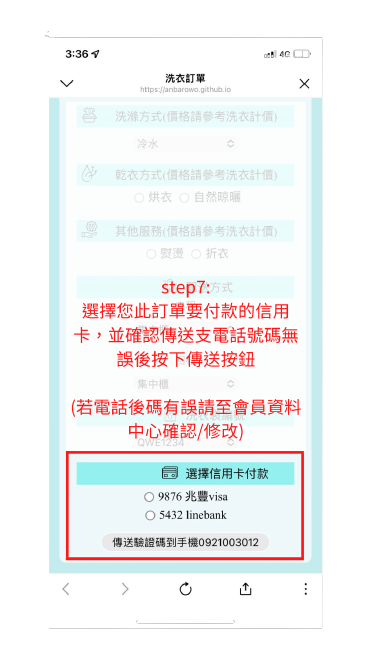 3:36
4G
洗衣訂單
https://anbarowo.github.io
洗滌方式(價格請參考洗衣計價)
冷水
乾衣方式(價格請參考洗衣計價)
烘衣 自然晾曬
其他服務(價格請參考洗衣計價)
熨燙 折衣
方式
step7:
選擇您此訂單要付款的信用
卡，並確認傳送支電話號碼無
誤後按下傳送按鈕
集中櫃
(若電話後碼有誤請至會員資料
中心確認/修改)
QWE1234
選擇信用卡付款
9876 兆豐visa
5432 linebank
傳送驗證碼到手機0921003012